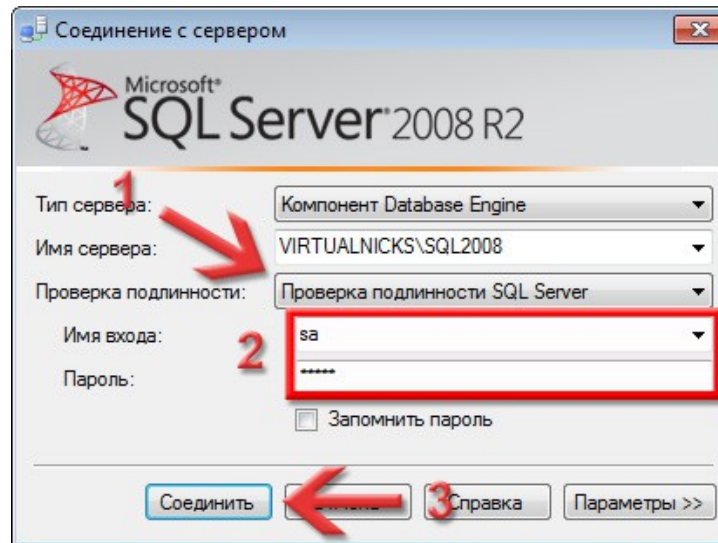 Соединение с сервером
Microsoft®
SQL Server® 2008 R2
1
Тип сервера: Компонент Database Engine
Имя сервера: VIRTUALNICKS\SQL2008
Проверка подлинности: Проверка подлинности SQL Server
2
Имя входа: sa
Пароль: *****
Запомнить пароль
Соединить 3 Справка Параметры >>